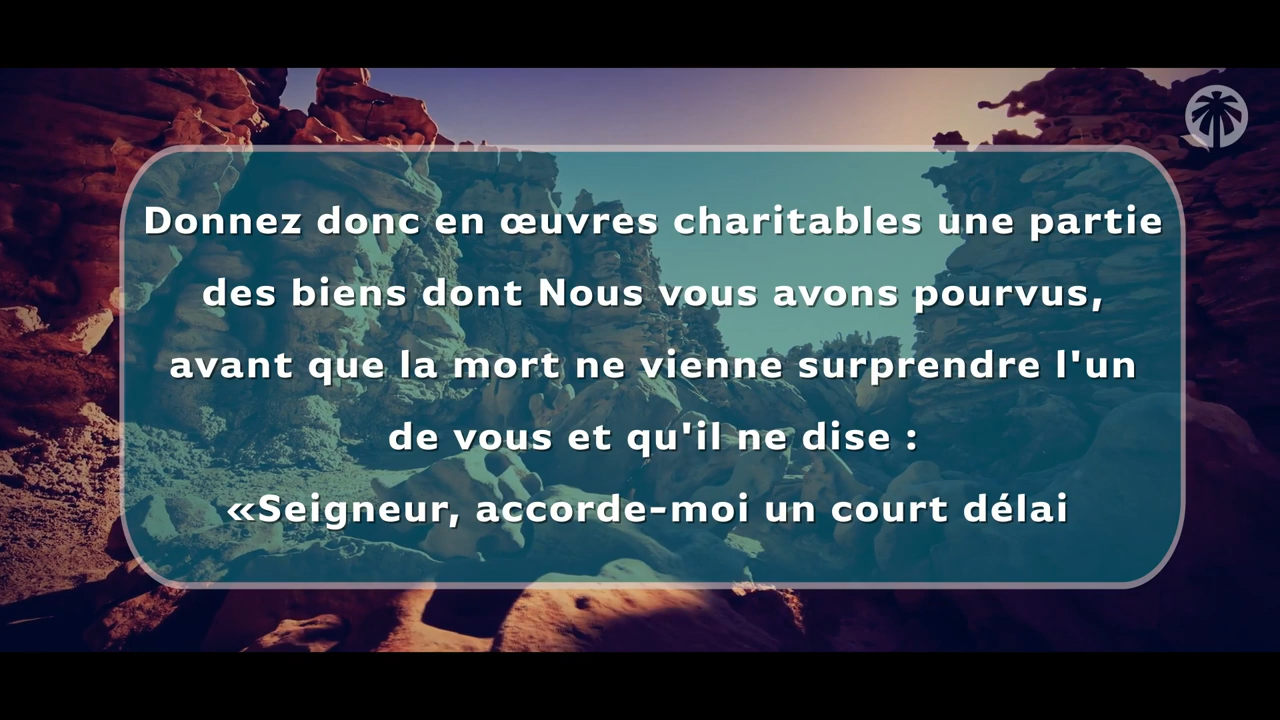 Donnez donc en œuvres charitables une partie
des biens dont Nous vous avons pourvus,
avant que la mort ne vienne surprendre l'un
de vous et qu'il ne dise :
«Seigneur, accorde-moi un court délai